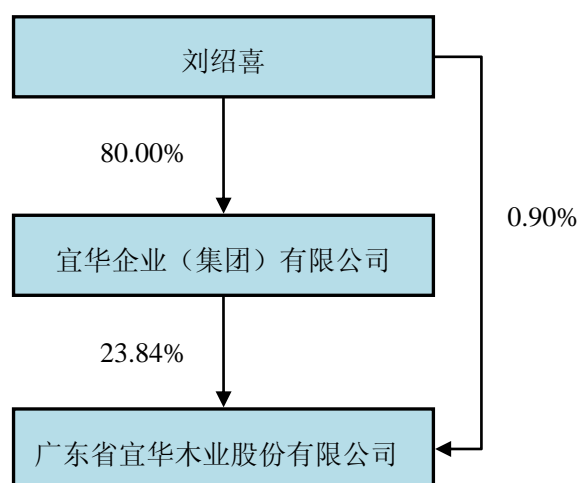 刘绍喜
80.00%
0.90%
宜华企业（集团）有限公司
23.84%
广东省宜华木业股份有限公司